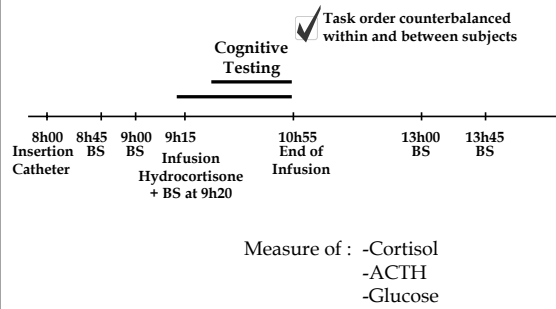 Task order counterbalanced
within and between subjects
Cognitive
Testing
8h00 8h45 9h00 9h15 10h55 13h00 13h45
Insertion BS BS End of BS BS
Catheter Infusion Infusion
Hydrocortisone
+ BS at 9h20
Measure of : -Cortisol
-ACTH
-Glucose